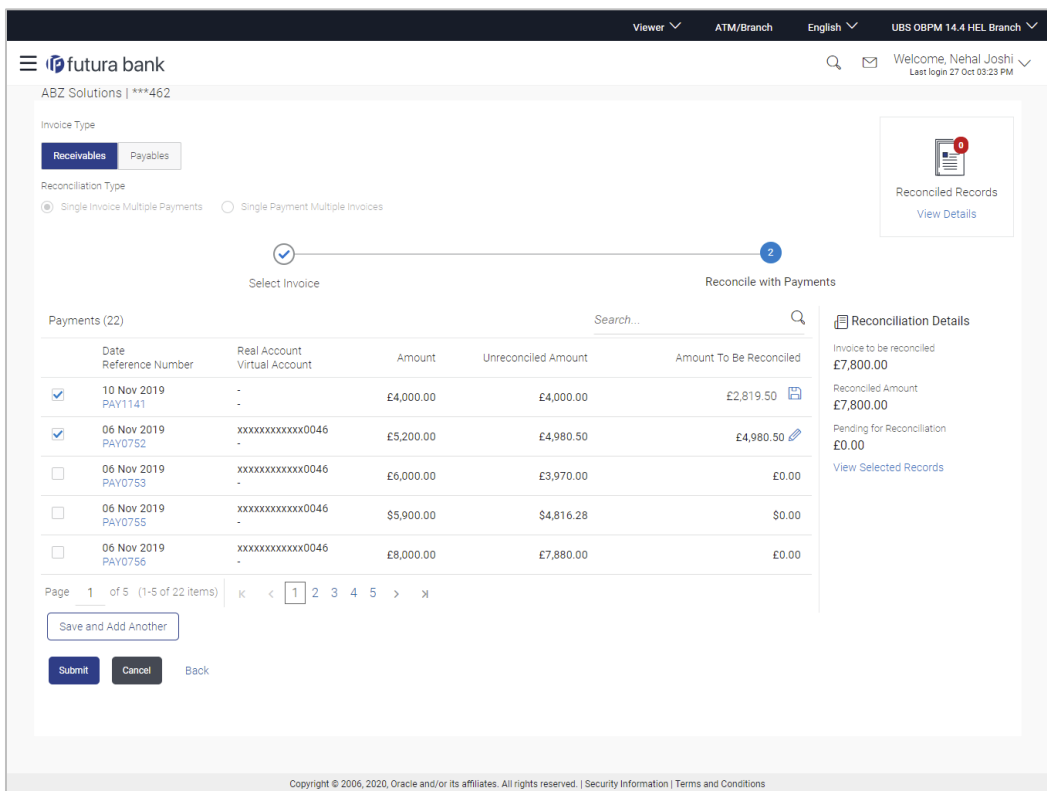 Viewer ATM/Branch English UBS OBPM 14.4 HEL Branch
futura bank
Welcome, Nehal Joshi
Last login 27 Oct 03:23 PM
ABZ Solutions | ***462
Invoice Type
Receivables Payables
Reconciliation Type
Single Invoice Multiple Payments Single Payment Multiple Invoices
0
Reconciled Records
View Details
2
Select Invoice Reconcile with Payments
Payments (22) Search...
Date
Reference Number
Real Account
Virtual Account
Amount Unreconciled Amount Amount To Be Reconciled
10 Nov 2019 - £4,000.00 £4,000.00 £2,819.50
PAY1141 -
06 Nov 2019 xxxxxxxxxxxx0046 £5,200.00 £4,980.50 £4,980.50
PAY0752 -
06 Nov 2019 xxxxxxxxxxxx0046 £6,000.00 £3,970.00 £0.00
PAY0753 -
06 Nov 2019 xxxxxxxxxxxx0046 $5,900.00 $4,816.28 $0.00
PAY0755 -
06 Nov 2019 xxxxxxxxxxxx0046 £8,000.00 £7,880.00 £0.00
PAY0756 -
Page 1 of 5 (1-5 of 22 items) 1 2 3 4 5
Reconciliation Details
Invoice to be reconciled
£7,800.00
Reconciled Amount
£7,800.00
Pending for Reconciliation
£0.00
View Selected Records
Save and Add Another
Submit Cancel Back
Copyright © 2006, 2020, Oracle and/or its affiliates. All rights reserved. | Security Information | Terms and Conditions